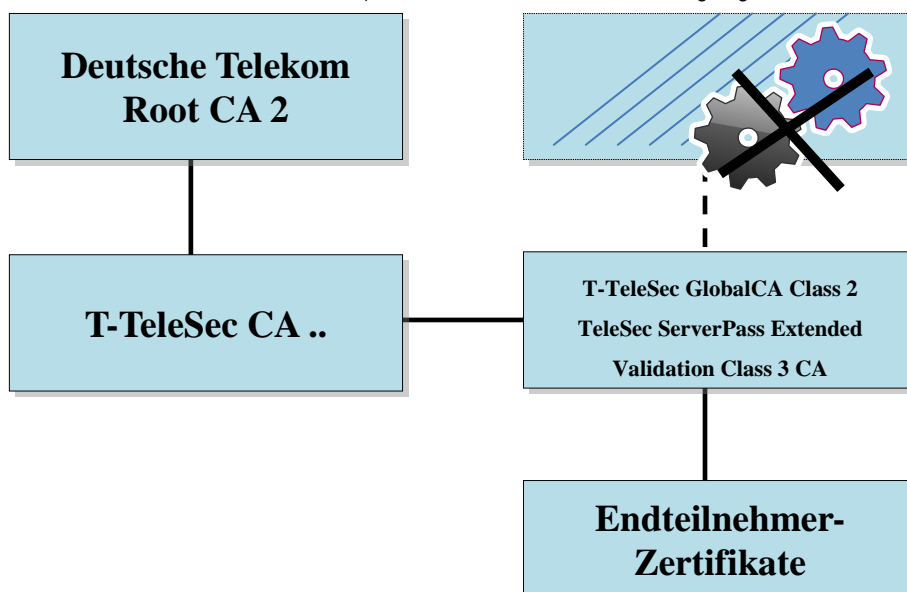 Deutsche Telekom
Root CA 2
T-TeleSec CA ..
T-TeleSec GlobalCA Class 2
TeleSec ServerPass Extended
Validation Class 3 CA
Endteilnehmer-
Zertifikate